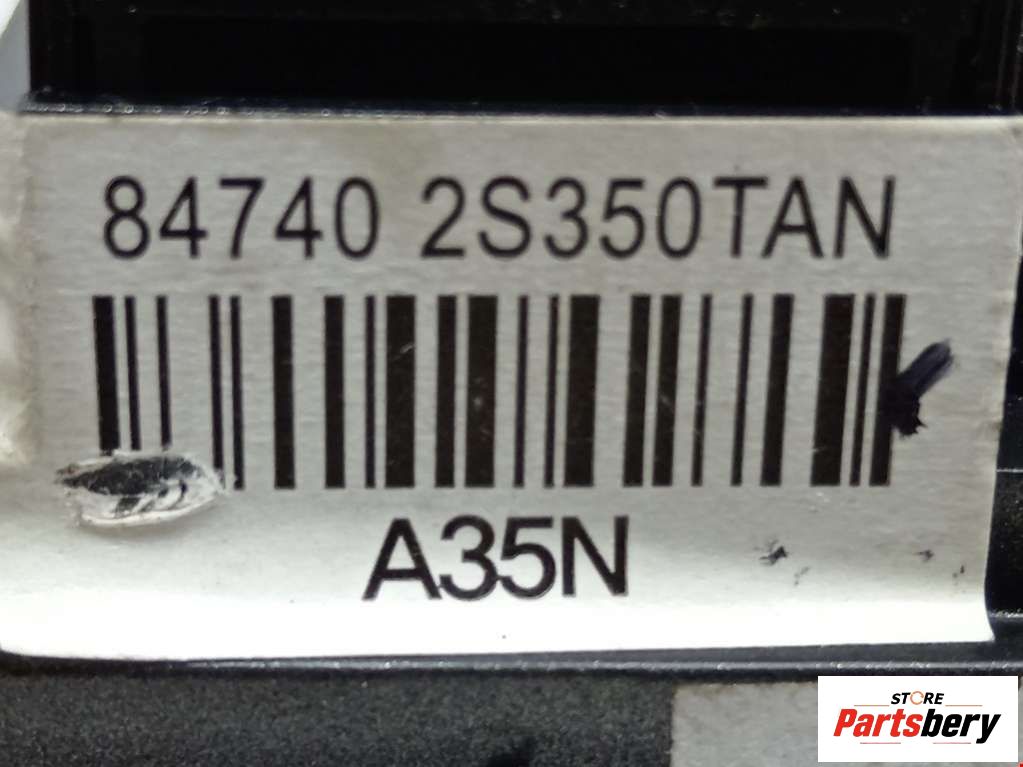 84740 2S350TAN
A35N
STORE
Partsbery